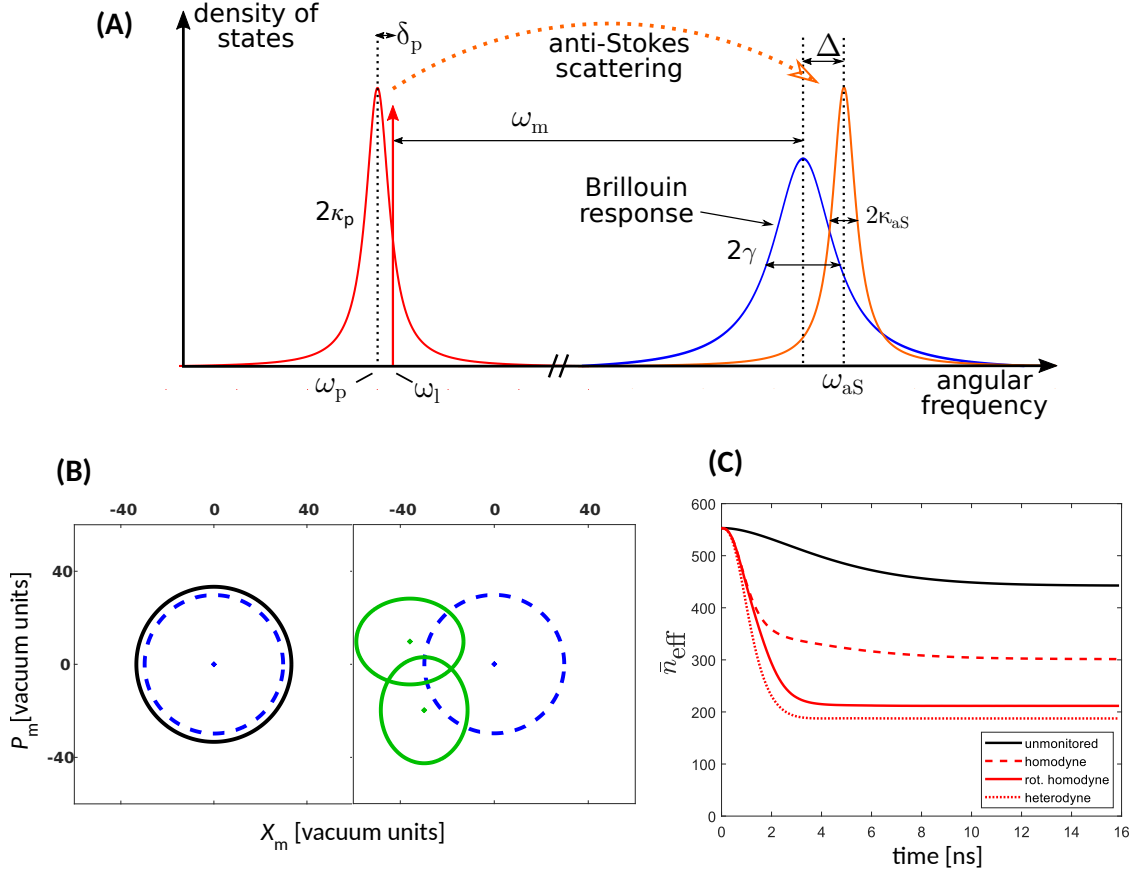 (A)
density of
states
δp
anti-Stokes
scattering
Δ
ωm
Brillouin
response
2κp
2κaS
2γ
ωp
ωl
ωaS
angular
frequency
(B)
-40 0 40 -40 0 40
40
0
-40
Pm[vacuum units]
Xm [vacuum units]
(C)
600
500
400
300
200
100
0
n̄eff
unmonitored
homodyne
rot. homodyne
heterodyne
0 2 4 6 8 10 12 14 16
time [ns]